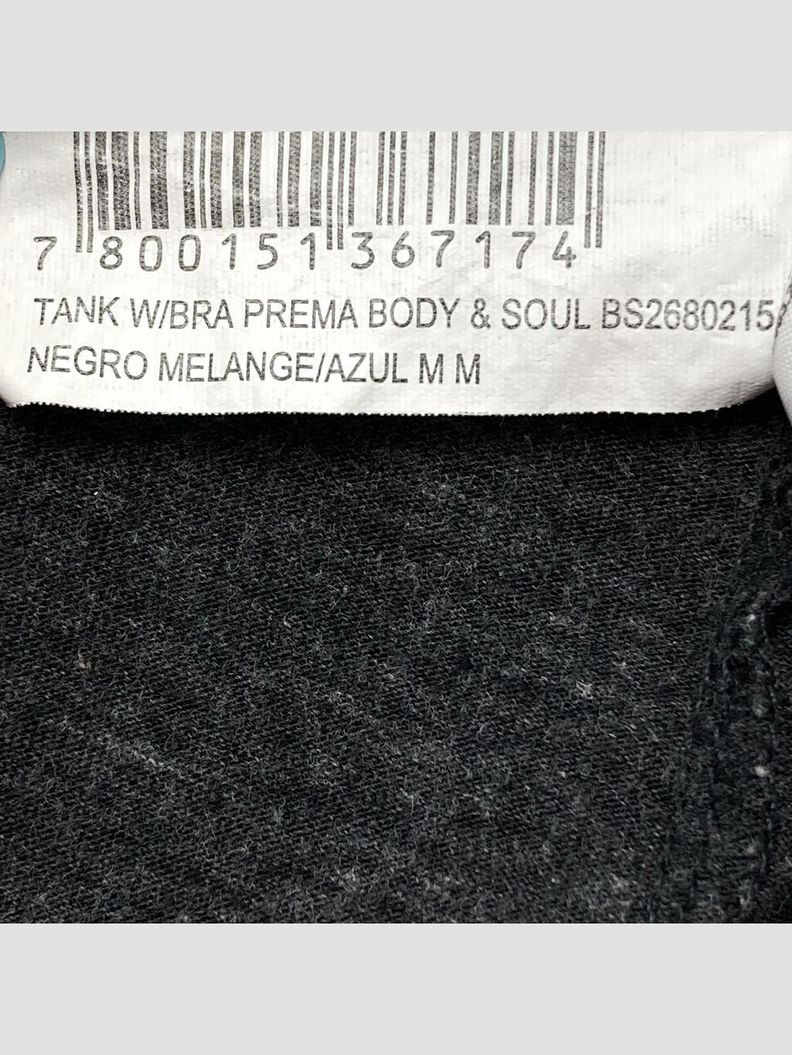 7 800151 367174
TANK W/BRA PREMA BODY & SOUL BS2680215
NEGRO MELANGE/AZUL M M